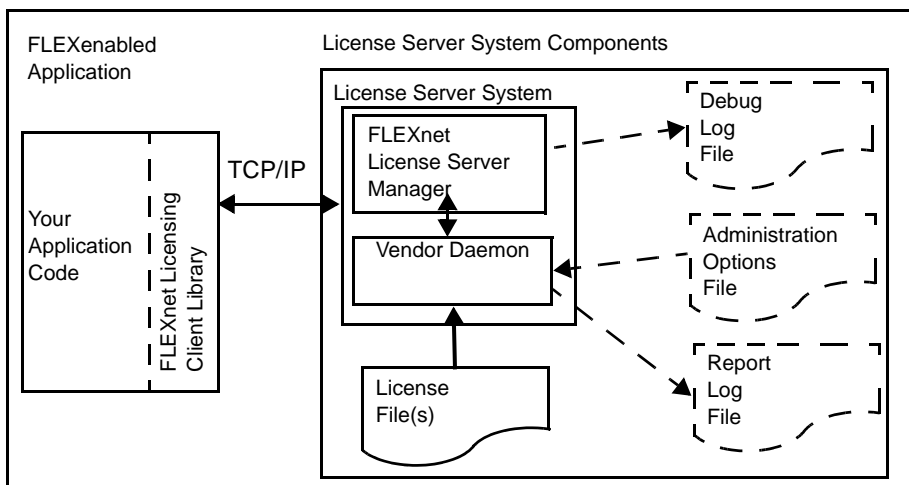 FLEXenabled
Application
License Server System Components
License Server System
FLEXnet
License Server
Manager
Debug
Log
File
TCP/IP
Your
Application
Code
FLEXnet Licensing
Client Library
Vendor Daemon
Administration
Options
File
License
File(s)
Report
Log
File